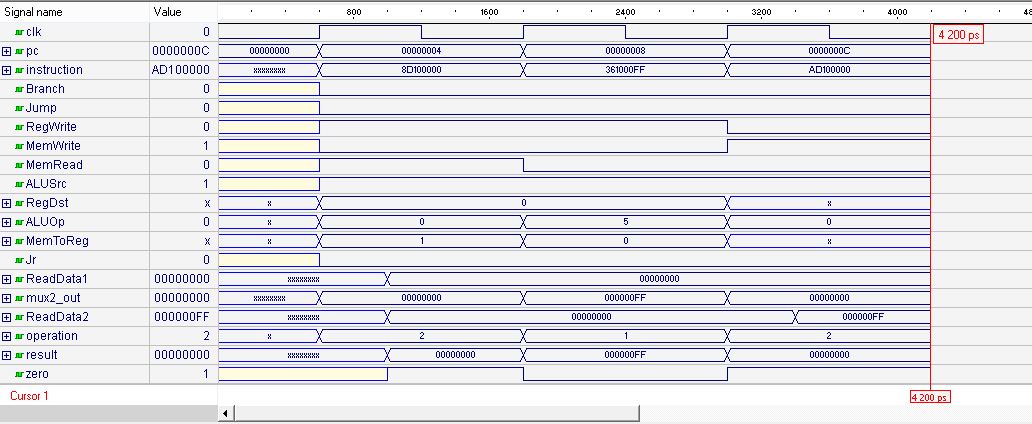 Signal name Value 800 1600 2400 3200 4000 48
clk 0 4 200 ps
pc 0000000C 00000000 00000004 00000008 0000000C
instruction AD100000 xxxxxxxx 8D100000 361000FF AD100000
Branch 0
Jump 0
RegWrite 0
MemWrite 1
MemRead 0
ALUSrc 1
RegDst x x 0 x
ALUOp 0 x 0 5 0
MemToReg x x 1 0 x
Jr 0
ReadData1 00000000 xxxxxxxx 00000000
mux2_out 00000000 xxxxxxxx 00000000 000000FF 00000000
ReadData2 000000FF xxxxxxxx 00000000 000000FF
operation 2 x 2 1 2
result 00000000 xxxxxxxx 00000000 000000FF 00000000
zero 1
Cursor 1 4 200 ps